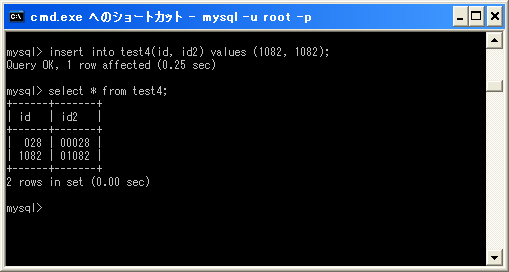 cmd.exe へのショートカット - mysql -u root -p
mysql> insert into test4(id, id2) values (1082, 1082);
Query OK, 1 row affected (0.25 sec)
mysql> select * from test4;
+------+-------+
| id   | id2   |
+------+-------+
|  028 | 00028 |
| 1082 | 01082 |
+------+-------+
2 rows in set (0.00 sec)
mysql>